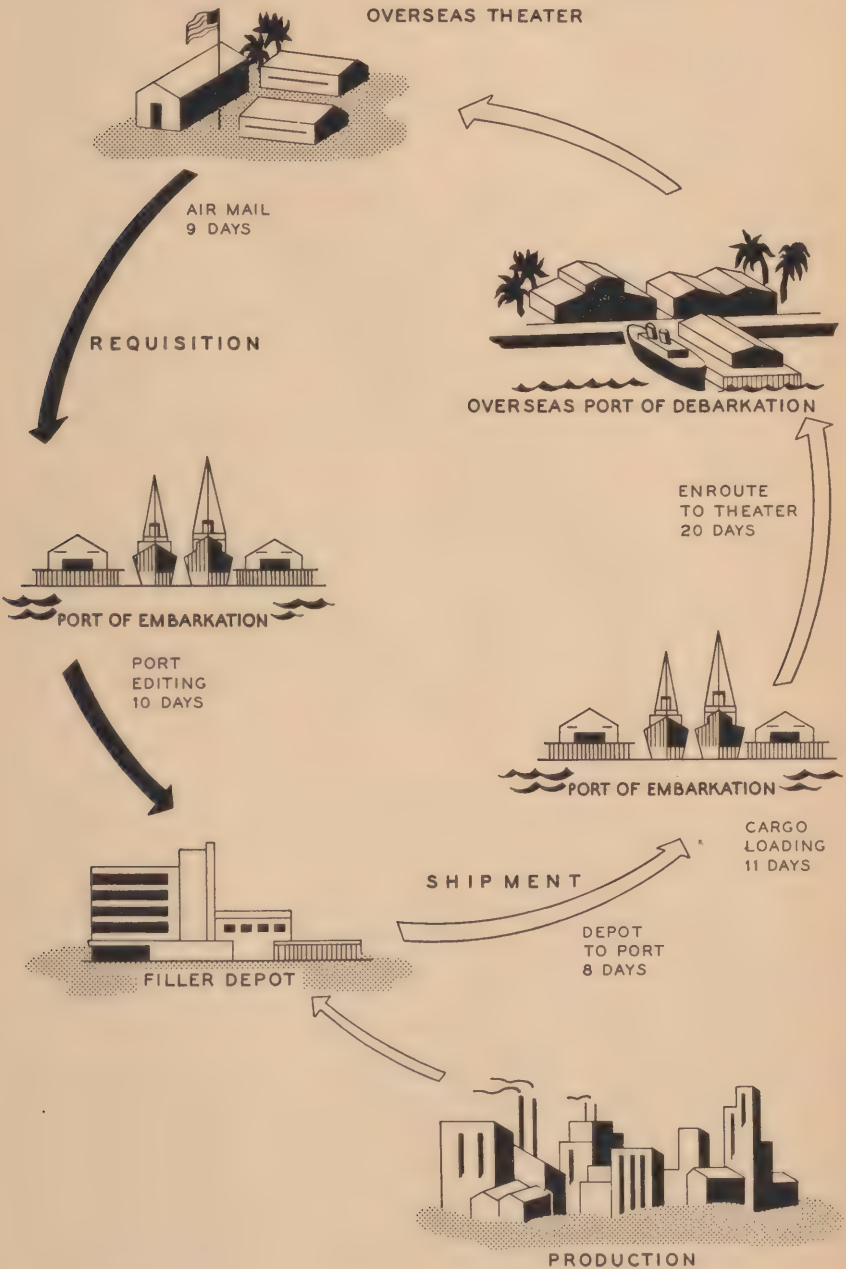 OVERSEAS THEATER
AIR MAIL
9 DAYS
REQUISITION
OVERSEAS PORT OF DEBARKATION
ENROUTE
TO THEATER
20 DAYS
PORT OF EMBARKATION
PORT
EDITING
10 DAYS
PORT OF EMBARKATION
CARGO
LOADING
11 DAYS
SHIPMENT
DEPOT
TO PORT
8 DAYS
FILLER DEPOT
PRODUCTION